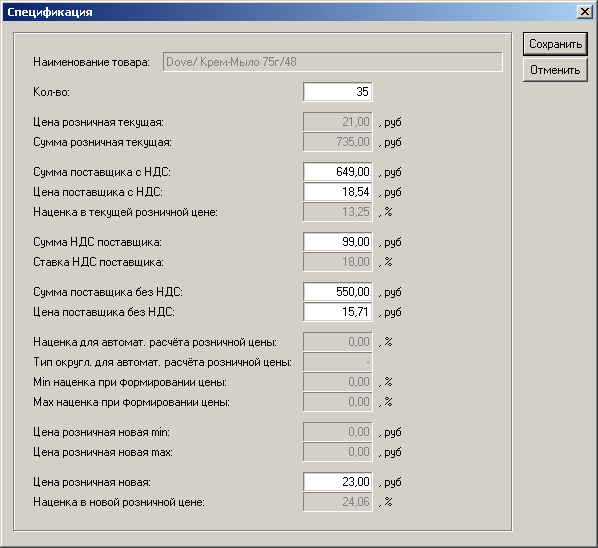 Спецификация
Сохранить
Наименование товара: Dove/ Крем-Мыло 75г/48
Отменить
Кол-во: 35
Цена розничная текущая: 21,00 , руб
Сумма розничная текущая: 735,00 , руб
Сумма поставщика с НДС: 649,00 , руб
Цена поставщика с НДС: 18,54 , руб
Наценка в текущей розничной цене: 13,25 , %
Сумма НДС поставщика: 99,00 , руб
Ставка НДС поставщика: 18,00 , %
Сумма поставщика без НДС: 550,00 , руб
Цена поставщика без НДС: 15,71 , руб
Наценка для автомат. расчёта розничной цены: 0,00 , %
Тип округл. для автомат. расчёта розничной цены: -
Min наценка при формировании цены: 0,00 , %
Max наценка при формировании цены: 0,00 , %
Цена розничная новая min: 0,00 , руб
Цена розничная новая max: 0,00 , руб
Цена розничная новая: 23,00 , руб
Наценка в новой розничной цене: 24,06 , %